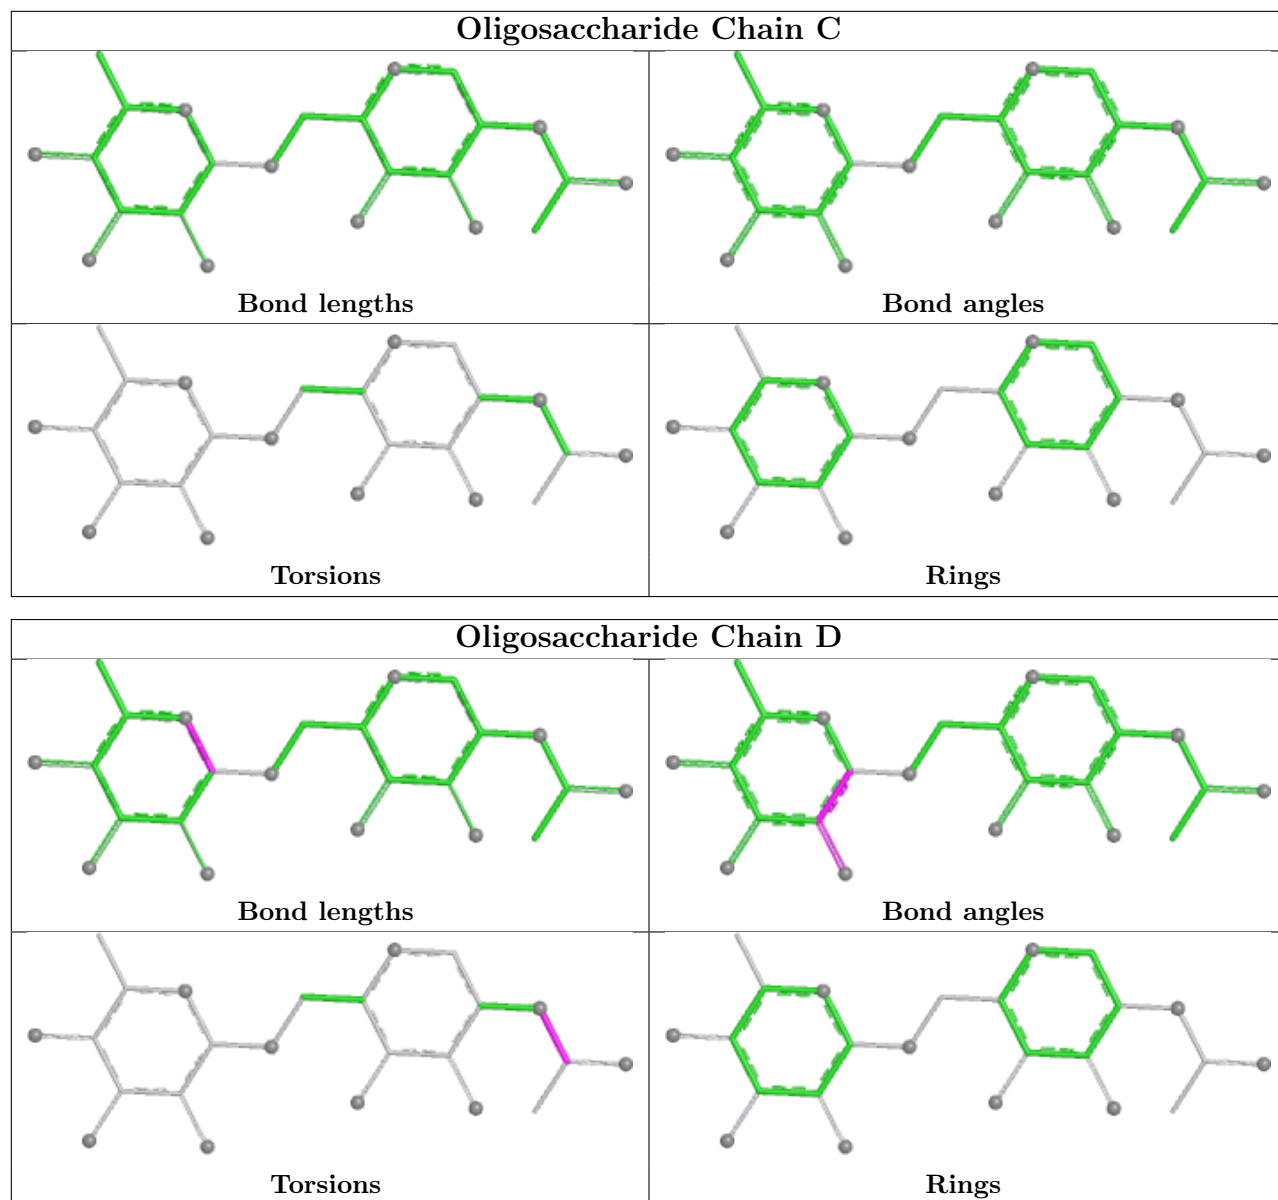 Oligosaccharide Chain C
Bond lengths
Bond angles
Torsions
Rings
Oligosaccharide Chain D
Bond lengths
Bond angles
Torsions
Rings